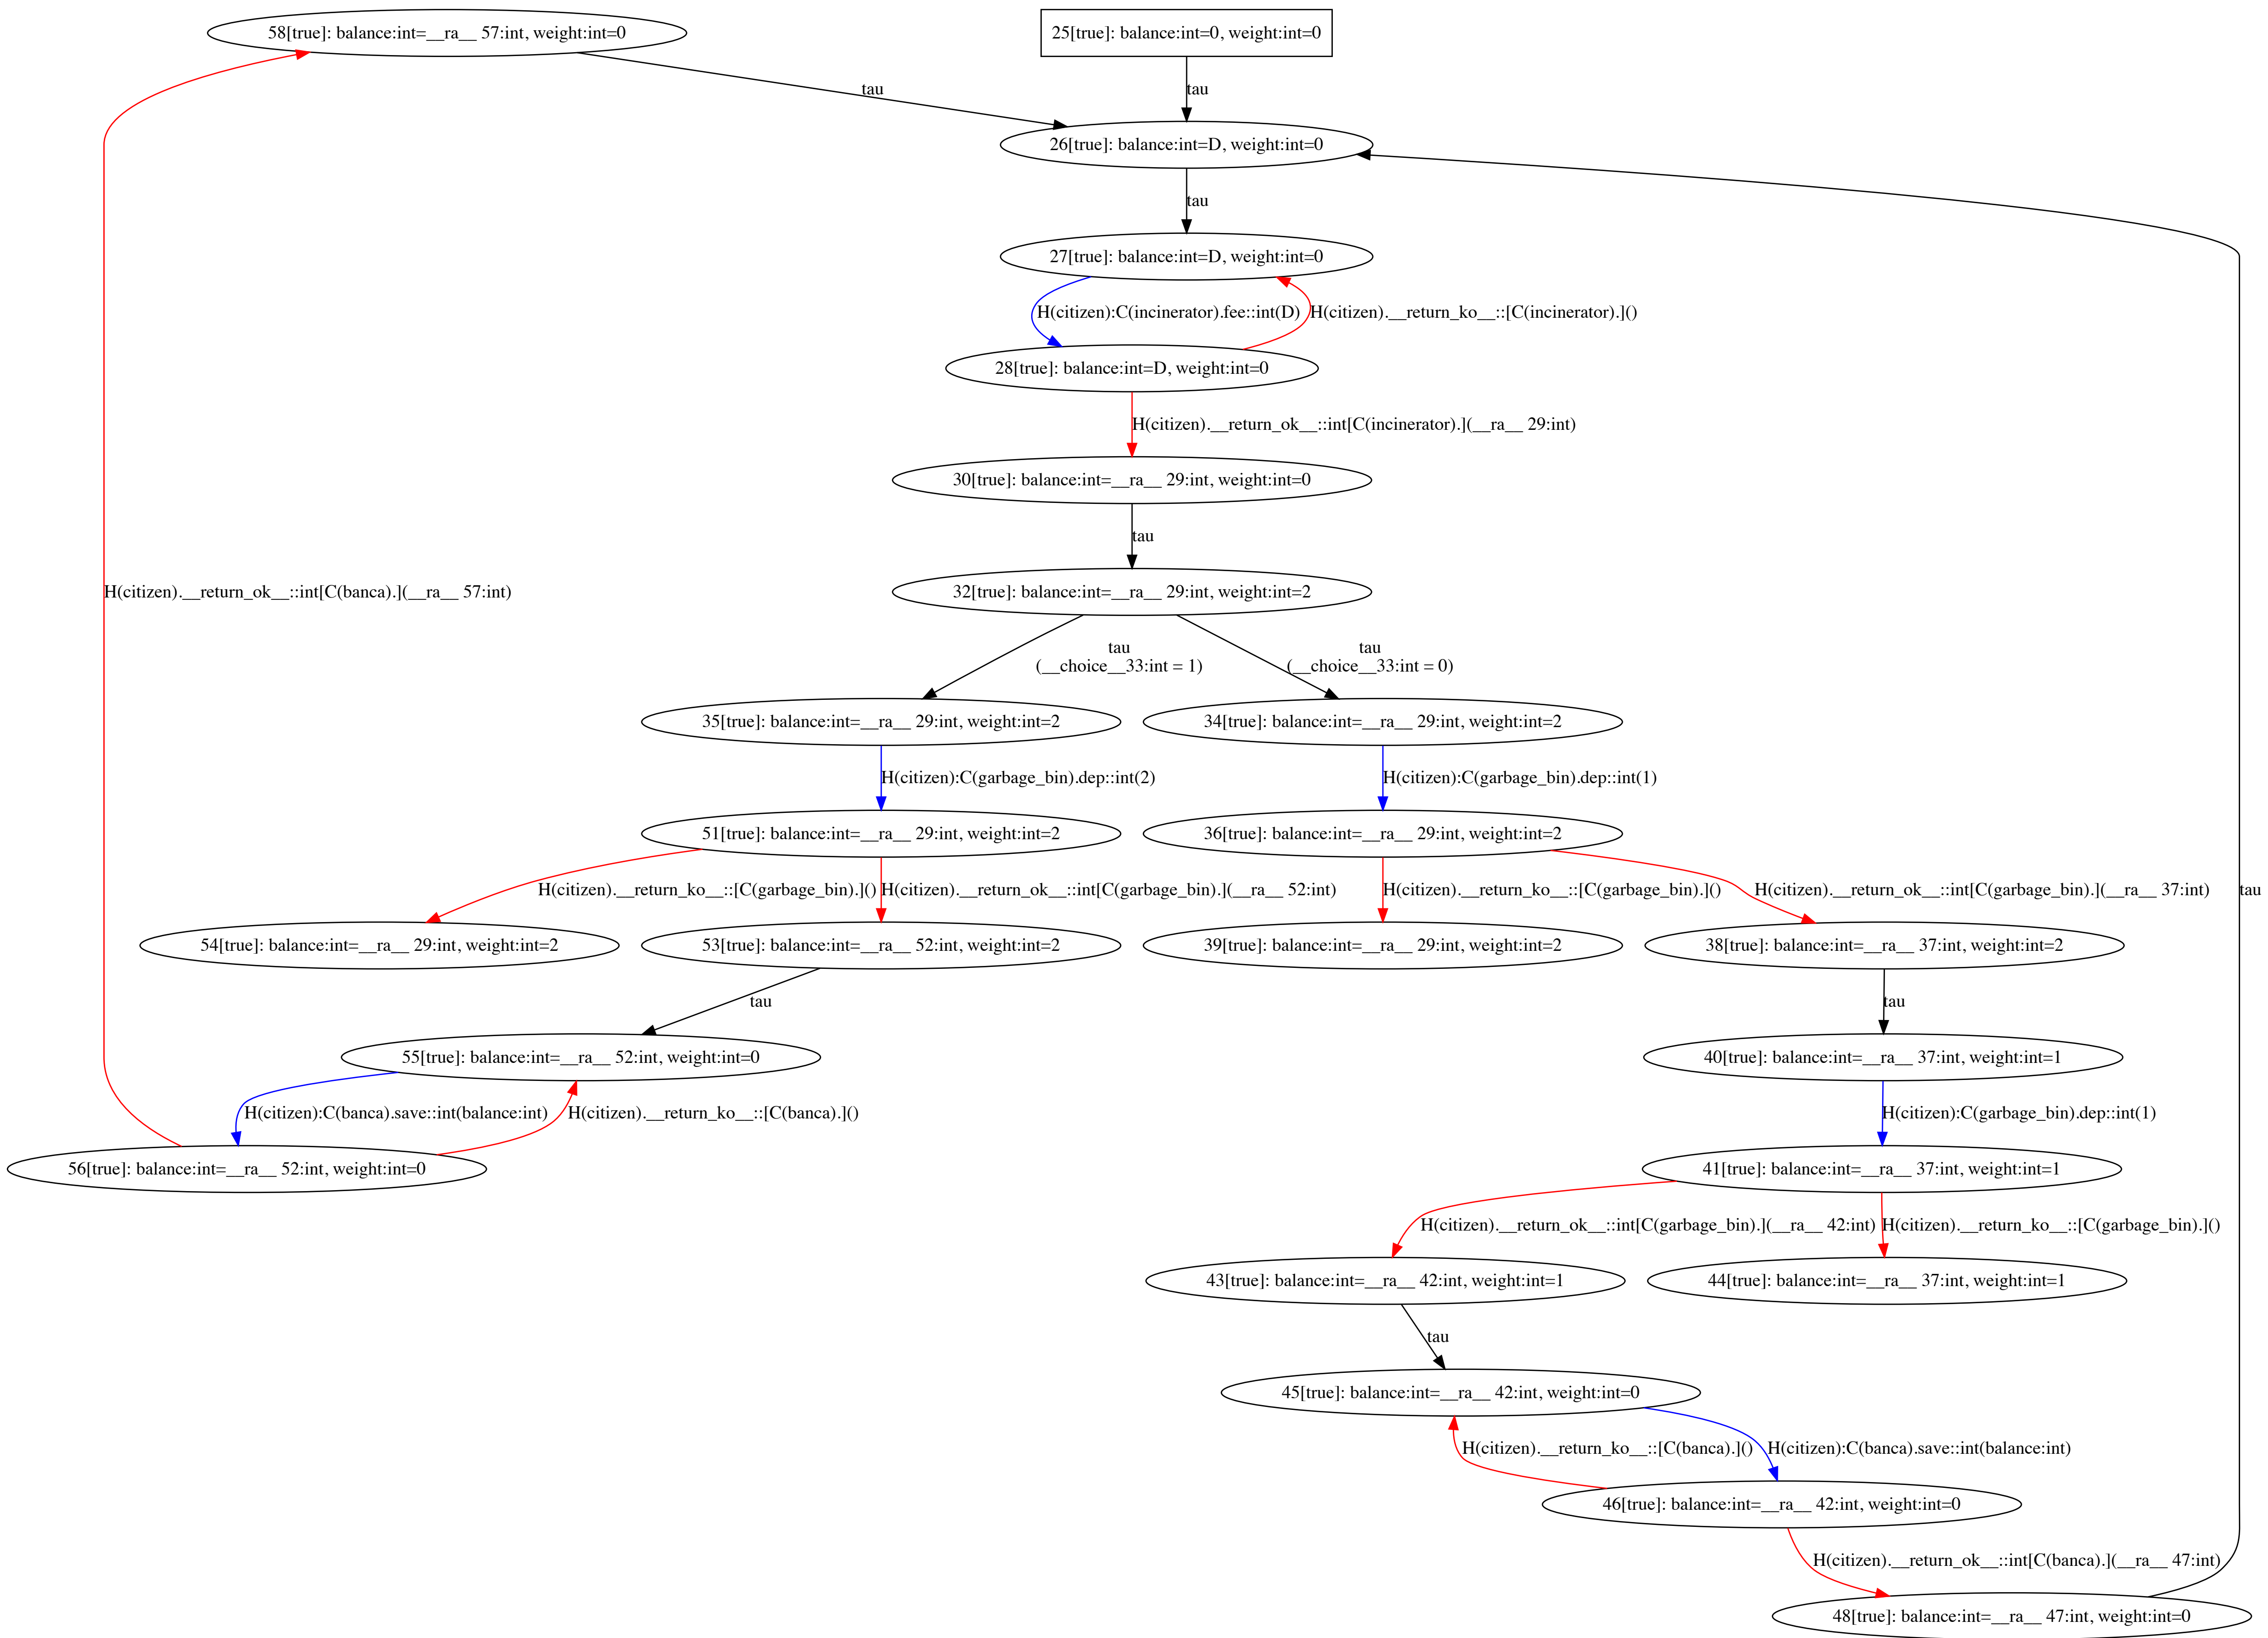 58[true]: balance:int=__ra__ 57:int, weight:int=0
25[true]: balance:int=0, weight:int=0
tau
tau
26[true]: balance:int=D, weight:int=0
tau
27[true]: balance:int=D, weight:int=0
H(citizen):C(incinerator).fee::int(D)
H(citizen).__return_ko__::[C(incinerator).]()
28[true]: balance:int=D, weight:int=0
H(citizen).__return_ok__::int[C(incinerator).](__ra__ 29:int)
30[true]: balance:int=__ra__ 29:int, weight:int=0
tau
H(citizen).__return_ok__::int[C(banca).](__ra__ 57:int)
32[true]: balance:int=__ra__ 29:int, weight:int=2
tau
(__choice__33:int = 1)
tau
(__choice__33:int = 0)
35[true]: balance:int=__ra__ 29:int, weight:int=2
34[true]: balance:int=__ra__ 29:int, weight:int=2
H(citizen):C(garbage_bin).dep::int(2)
H(citizen):C(garbage_bin).dep::int(1)
51[true]: balance:int=__ra__ 29:int, weight:int=2
36[true]: balance:int=__ra__ 29:int, weight:int=2
H(citizen).__return_ko__::[C(garbage_bin).]()
H(citizen).__return_ok__::int[C(garbage_bin).](__ra__ 52:int)
H(citizen).__return_ko__::[C(garbage_bin).]()
H(citizen).__return_ok__::int[C(garbage_bin).](__ra__ 37:int)
tau
54[true]: balance:int=__ra__ 29:int, weight:int=2
53[true]: balance:int=__ra__ 52:int, weight:int=2
39[true]: balance:int=__ra__ 29:int, weight:int=2
38[true]: balance:int=__ra__ 37:int, weight:int=2
tau
tau
55[true]: balance:int=__ra__ 52:int, weight:int=0
40[true]: balance:int=__ra__ 37:int, weight:int=1
H(citizen):C(banca).save::int(balance:int)
H(citizen).__return_ko__::[C(banca).]()
H(citizen):C(garbage_bin).dep::int(1)
56[true]: balance:int=__ra__ 52:int, weight:int=0
41[true]: balance:int=__ra__ 37:int, weight:int=1
H(citizen).__return_ok__::int[C(garbage_bin).](__ra__ 42:int)
H(citizen).__return_ko__::[C(garbage_bin).]()
43[true]: balance:int=__ra__ 42:int, weight:int=1
44[true]: balance:int=__ra__ 37:int, weight:int=1
tau
45[true]: balance:int=__ra__ 42:int, weight:int=0
H(citizen).__return_ko__::[C(banca).]()
H(citizen):C(banca).save::int(balance:int)
46[true]: balance:int=__ra__ 42:int, weight:int=0
H(citizen).__return_ok__::int[C(banca).](__ra__ 47:int)
48[true]: balance:int=__ra__ 47:int, weight:int=0